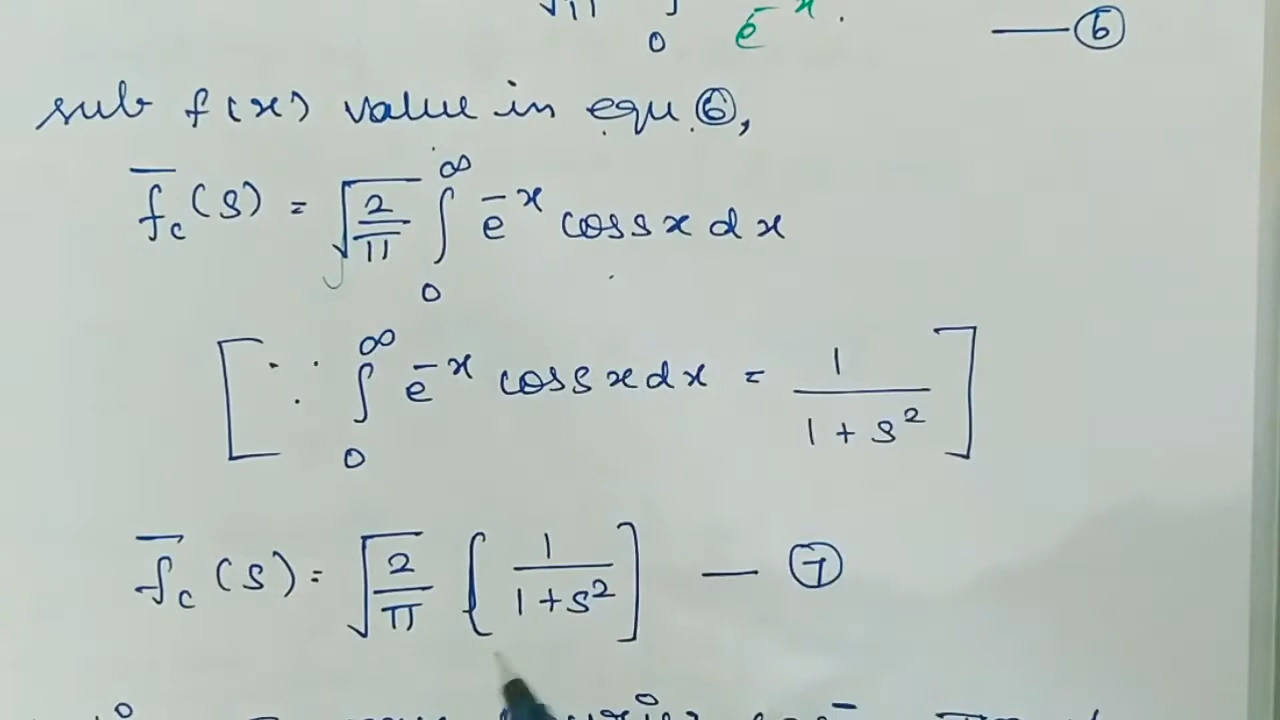 √π ∫
0 e^-x. — ⑥
sub f(x) value in equ ⑥,
f̅c(s) = √(2/π) ∫₀^∞ e^-x cos sx dx
[∵ ∫₀^∞ e^-x cos sx dx = 1/(1+s²)]
f̅c(s) = √(2/π) {1/(1+s²)] — ⑦